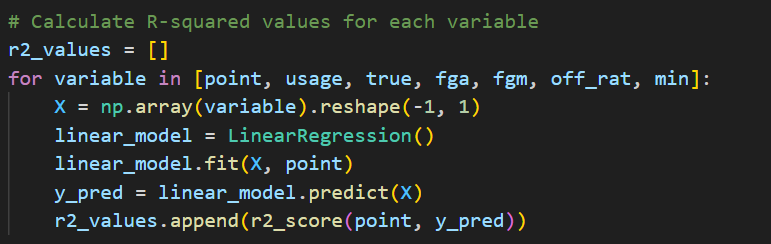 # Calculate R-squared values for each variable
r2_values = []
for variable in [point, usage, true, fga, fgm, off_rat, min]:
    X = np.array(variable).reshape(-1, 1)
    linear_model = LinearRegression()
    linear_model.fit(X, point)
    y_pred = linear_model.predict(X)
    r2_values.append(r2_score(point, y_pred))